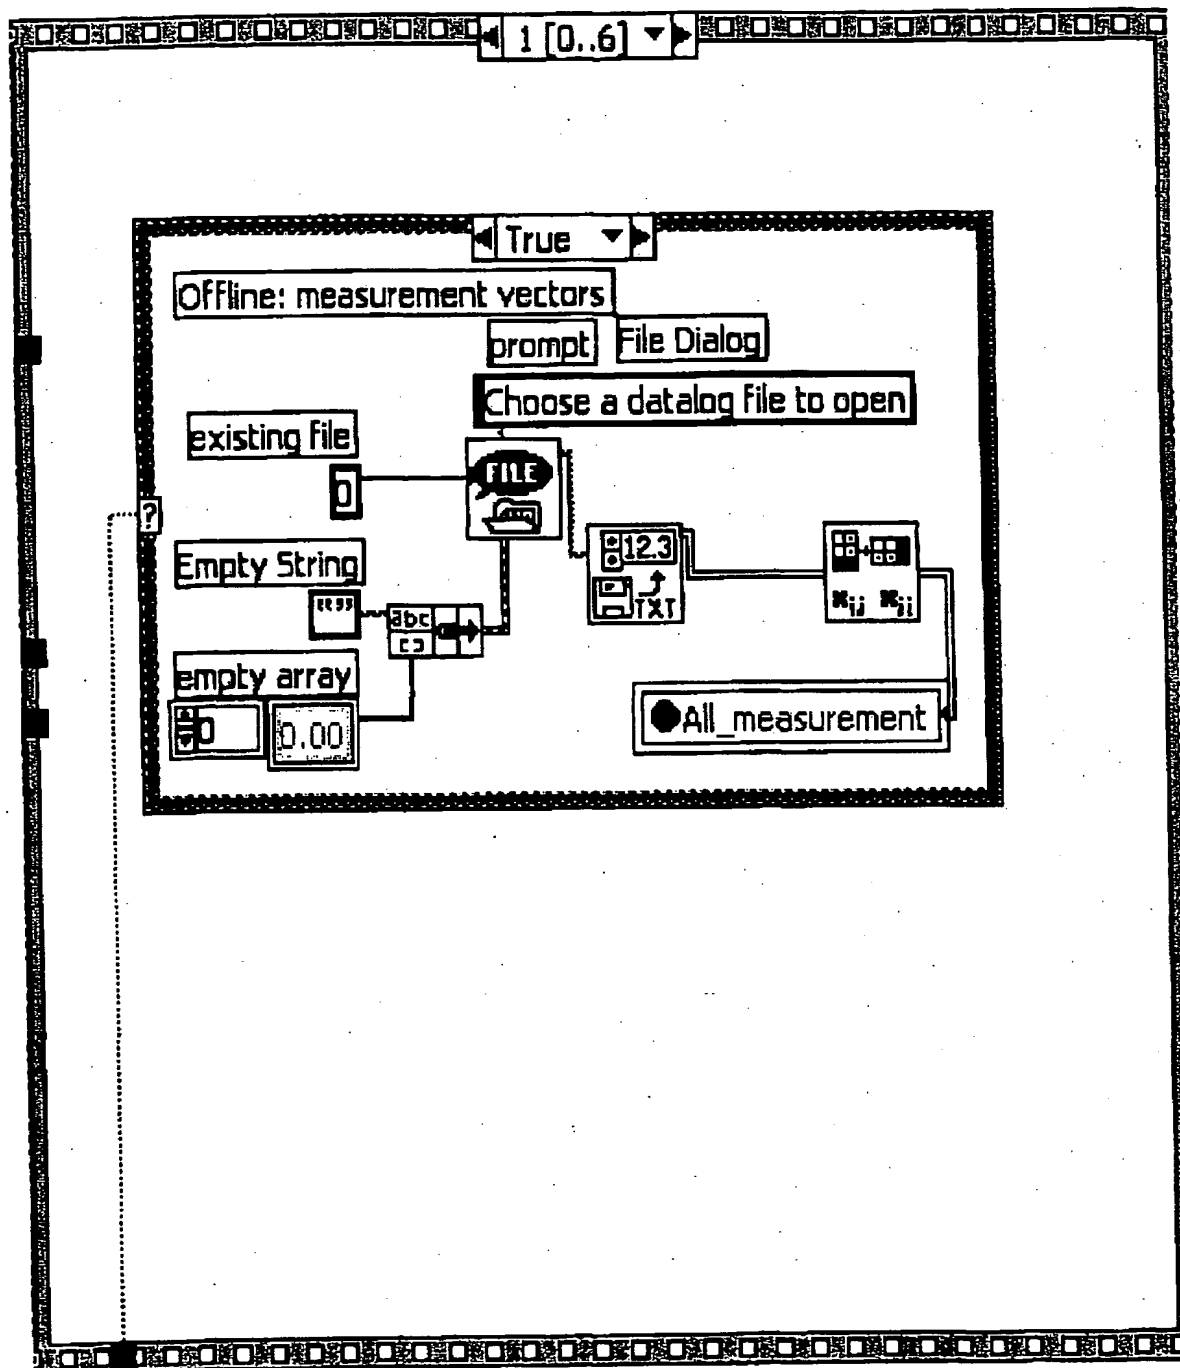 1 [0..6]
True
Offline: measurement vectors
prompt
File Dialog
Choose a datalog file to open
existing file
FILE
0
?
12.3
TXT
Empty String
""
abc
[]
empty array
0
0.00
All_measurement